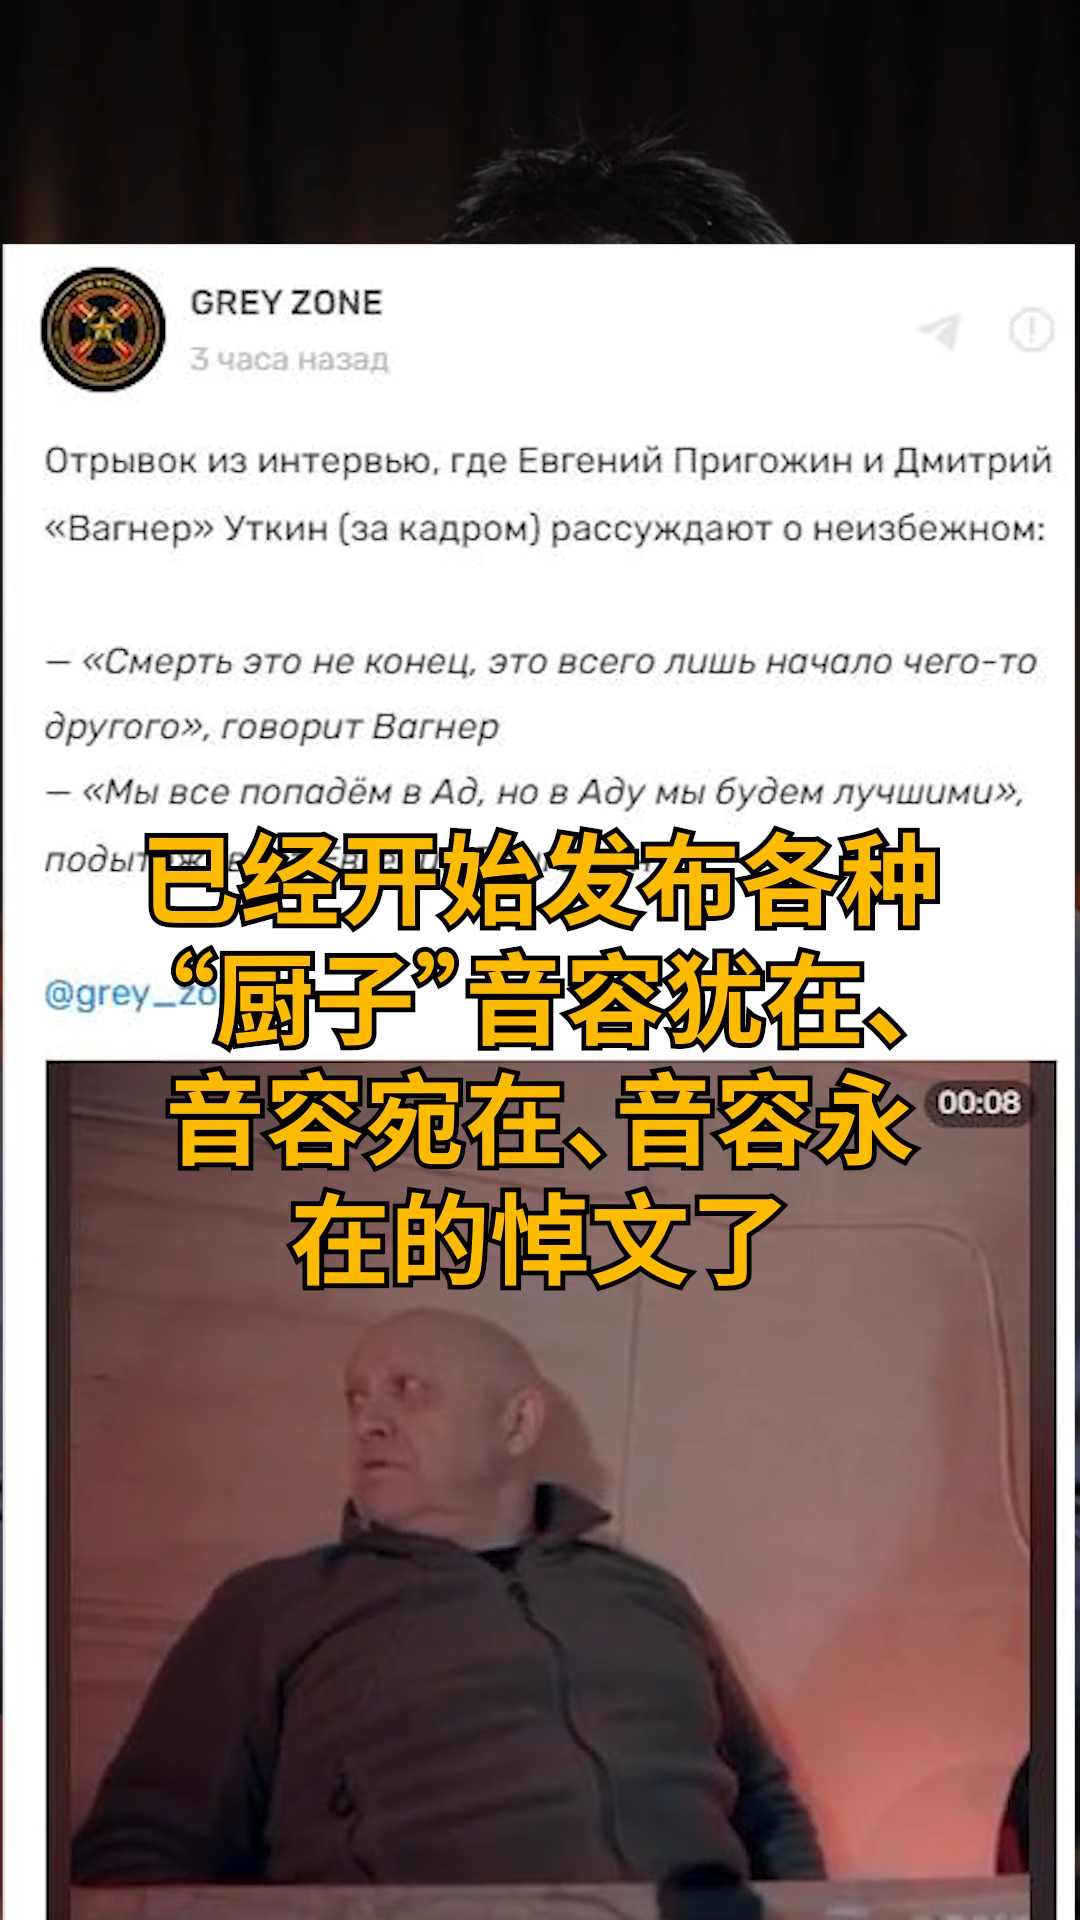 GREY ZONE
3 часа назад
Отрывок из интервью, где Евгений Пригожин и Дмитрий
«Вагнер» Уткин (за кадром) рассуждают о неизбежном:
— «Смерть это не конец, это всего лишь начало чего-то
другого», говорит Вагнер
— «Мы все попадём в Ад, но в Аду мы будем лучшими»,
已经开始发布各种
@grey_zo
“厨子”音容犹在、
00:08
音容宛在、音容永
在的悼文了